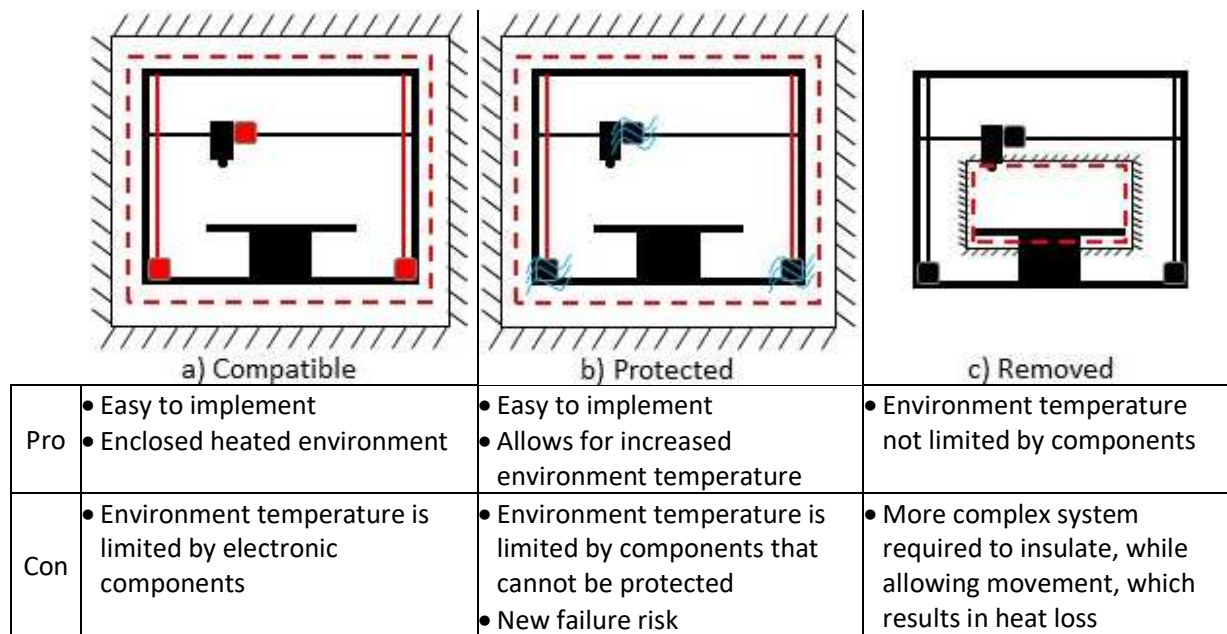 a) Compatible
b) Protected
c) Removed
Pro
• Easy to implement
• Enclosed heated environment
• Easy to implement
• Allows for increased
environment temperature
• Environment temperature
not limited by components
Con
• Environment temperature is
limited by electronic
components
• Environment temperature is
limited by components that
cannot be protected
• New failure risk
• More complex system
required to insulate, while
allowing movement, which
results in heat loss